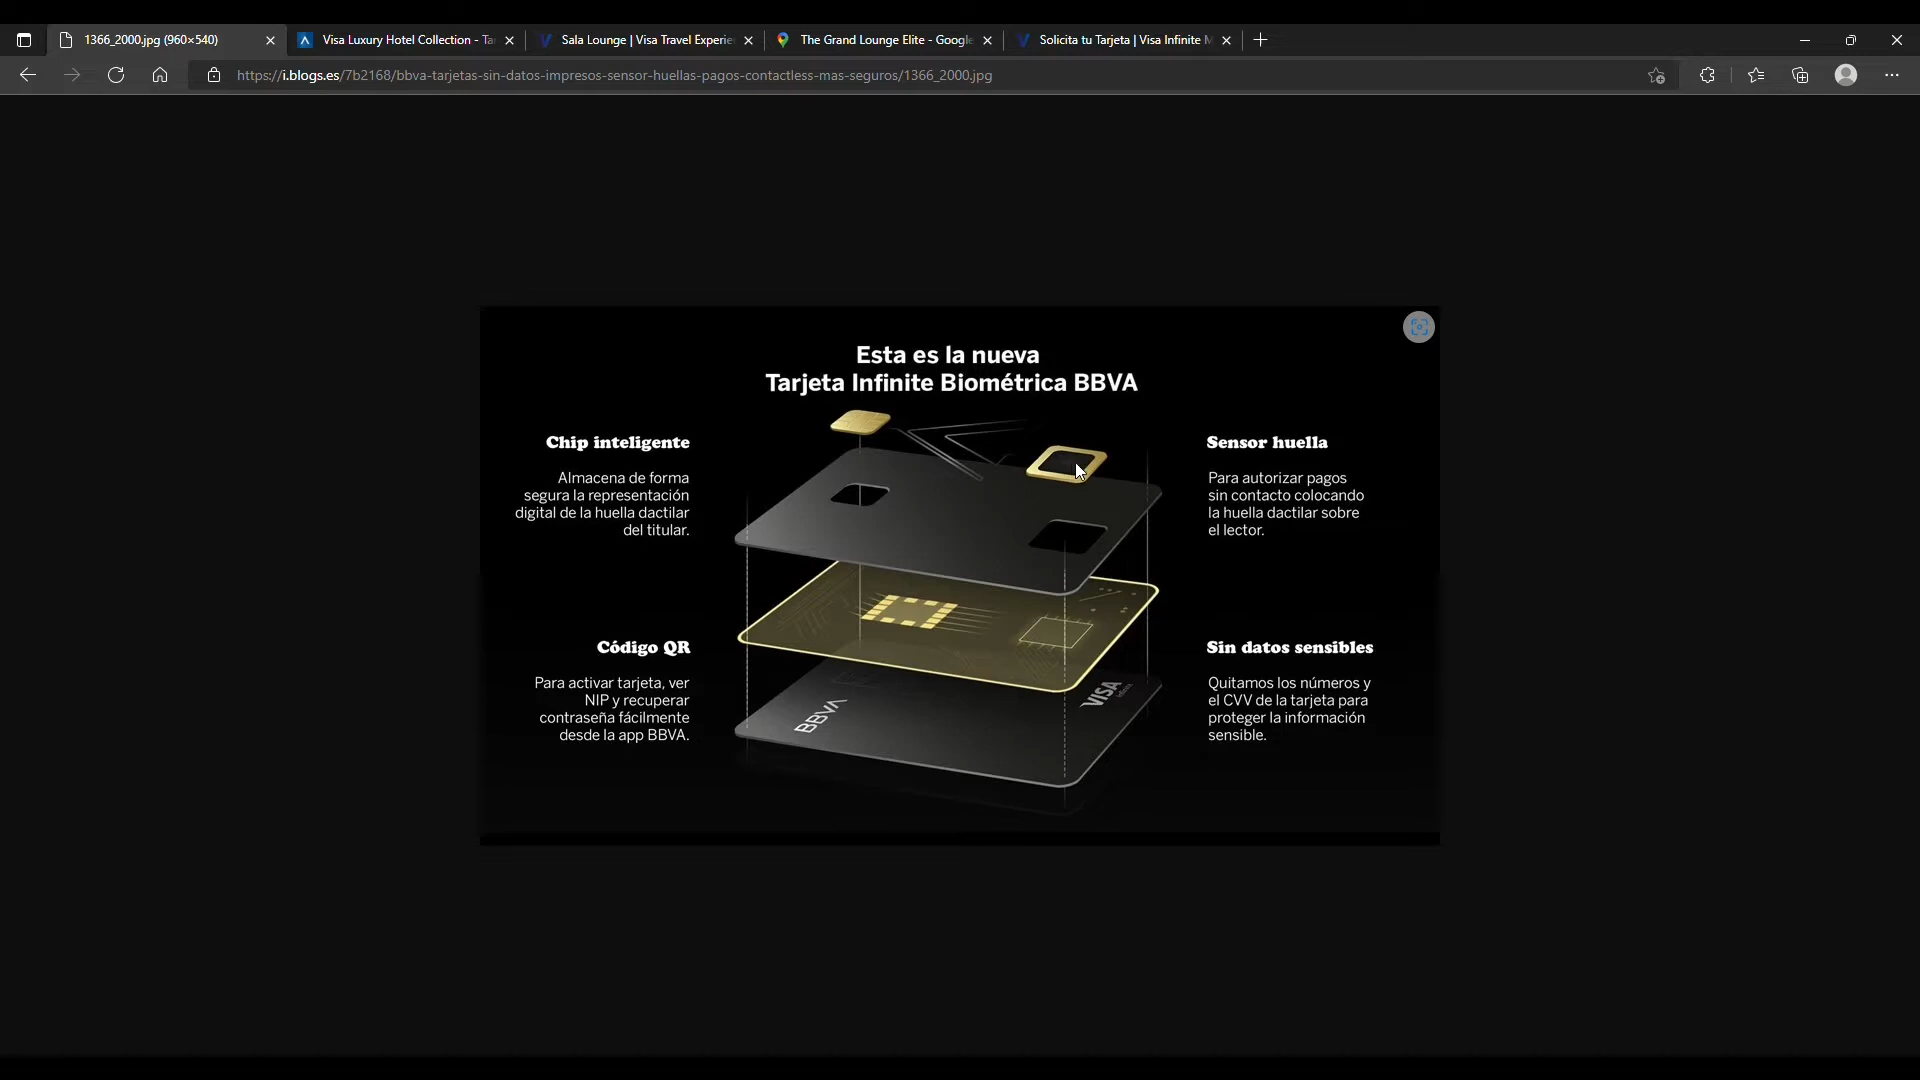 1366_2000.jpg (960×540)
Visa Luxury Hotel Collection - Ta
Sala Lounge | Visa Travel Experie
The Grand Lounge Elite - Google
Solicita tu Tarjeta | Visa Infinite M
https://i.blogs.es/7b2168/bbva-tarjetas-sin-datos-impresos-sensor-huellas-pagos-contactless-mas-seguros/1366_2000.jpg
Esta es la nueva
Tarjeta Infinite Biométrica BBVA
Chip inteligente
Almacena de forma
segura la representación
digital de la huella dactilar
del titular.
Sensor huella
Para autorizar pagos
sin contacto colocando
la huella dactilar sobre
el lector.
Código QR
Para activar tarjeta, ver
NIP y recuperar
contraseña fácilmente
desde la app BBVA.
Sin datos sensibles
Quitamos los números y
el CVV de la tarjeta para
proteger la información
sensible.
BBVA
VISA
Infinite